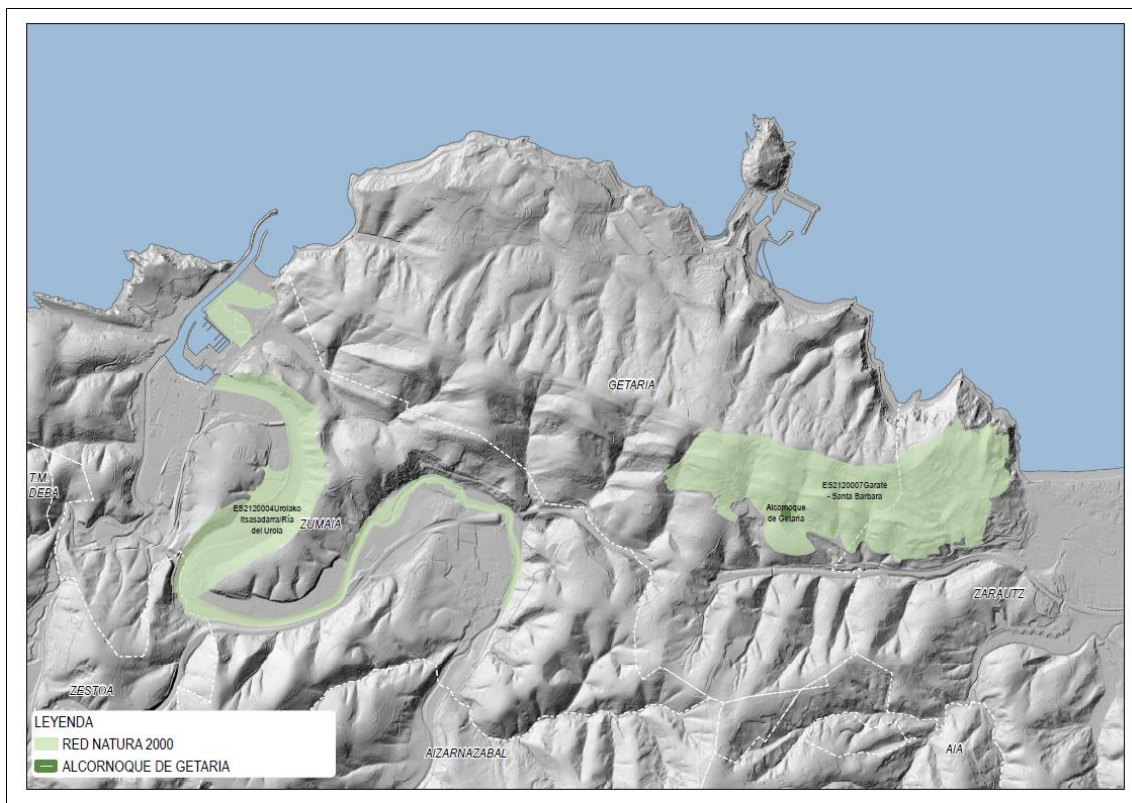 GETARIA
T.M.
DEBA
ES2120004Urolako
Itsasadarra/Ría
del Urola
ZUMAIA
ES2120007Garate
- Santa Barbara
Alcornoque
de Getaria
ZARAUTZ
ZESTOA
AIZARNAZABAL
AIA
LEYENDA
RED NATURA 2000
ALCORNOQUE DE GETARIA